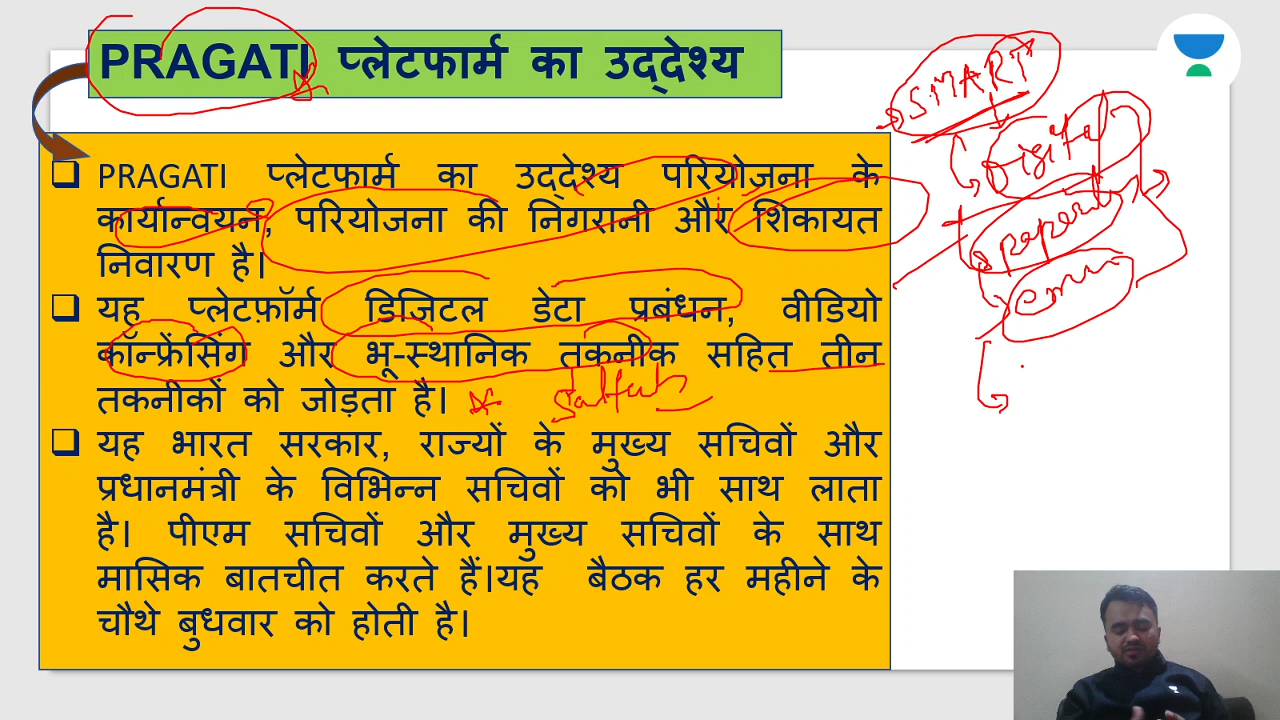 PRAGATI प्लेटफार्म का उद्देश्य
PRAGATI प्लेटफार्म का उद्देश्य परियोजना के
कार्यान्वयन, परियोजना की निगरानी और शिकायत
निवारण है।
यह प्लेटफ़ॉर्म डिजिटल डेटा प्रबंधन, वीडियो
कॉन्फ्रेंसिंग और भू-स्थानिक तकनीक सहित तीन
तकनीकों को जोड़ता है।
यह भारत सरकार, राज्यों के मुख्य सचिवों और
प्रधानमंत्री के विभिन्न सचिवों को भी साथ लाता
है। पीएम सचिवों और मुख्य सचिवों के साथ
मासिक बातचीत करते हैं।यह बैठक हर महीने के
चौथे बुधवार को होती है।
SMART
Digital